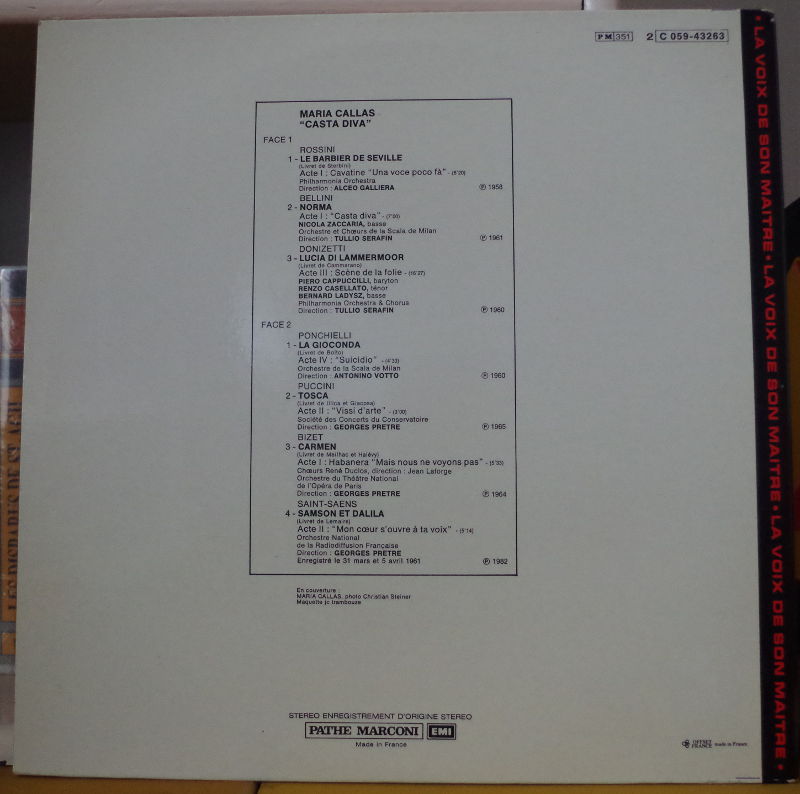 PM 351 2 C 059-43263
MARIA CALLAS
"CASTA DIVA"
FACE 1
ROSSINI
1 - LE BARBIER DE SEVILLE
(Livret de Sterbini)
Acte I : Cavatine "Una voce poco fà" - (6'20)
Philharmonia Orchestra
Direction : ALCEO GALLIERA ℗ 1958
BELLINI
2 - NORMA
Acte I : "Casta diva" - (7'00)
NICOLA ZACCARIA, basse
Orchestre et Chœurs de la Scala de Milan
Direction : TULLIO SERAFIN ℗ 1961
DONIZETTI
3 - LUCIA DI LAMMERMOOR
(Livret de Cammarano)
Acte III : Scène de la folie - (16'27)
PIERO CAPPUCCILLI, baryton
RENZO CASELLATO, ténor
BERNARD LADYSZ, basse
Philharmonia Orchestra & Chorus
Direction : TULLIO SERAFIN ℗ 1960
FACE 2
PONCHIELLI
1 - LA GIOCONDA
(Livret de Boïto)
Acte IV : "Suicidio" - (4'33)
Orchestre de la Scala de Milan
Direction : ANTONINO VOTTO ℗ 1960
PUCCINI
2 - TOSCA
(Livret de Illica et Giacosa)
Acte II : "Vissi d'arte" - (3'00)
Société des Concerts du Conservatoire
Direction : GEORGES PRETRE ℗ 1965
BIZET
3 - CARMEN
(Livret de Meilhac et Halévy)
Acte I : Habanera "Mais nous ne voyons pas" - (5'33)
Chœurs René Duclos, direction : Jean Laforge
Orchestre du Théâtre National
de l'Opéra de Paris
Direction : GEORGES PRETRE ℗ 1964
SAINT-SAENS
4 - SAMSON ET DALILA
(Livret de Lemaire)
Acte II : "Mon cœur s'ouvre à ta voix" - (5'14)
Orchestre National
de la Radiodiffusion Française
Direction : GEORGES PRETRE
Enregistré le 31 mars et 5 avril 1961 ℗ 1982
En couverture :
MARIA CALLAS, photo Christian Steiner
Maquette jc trambouze
STEREO ENREGISTREMENT D'ORIGINE STEREO
PATHE MARCONI EMI
Made in France
OFFSET FRANCE made in France
• LA VOIX DE SON MAITRE • LA VOIX DE SON MAITRE • LA VOIX DE SON MAITRE •
LES DISPARUS DE ST-AGIL